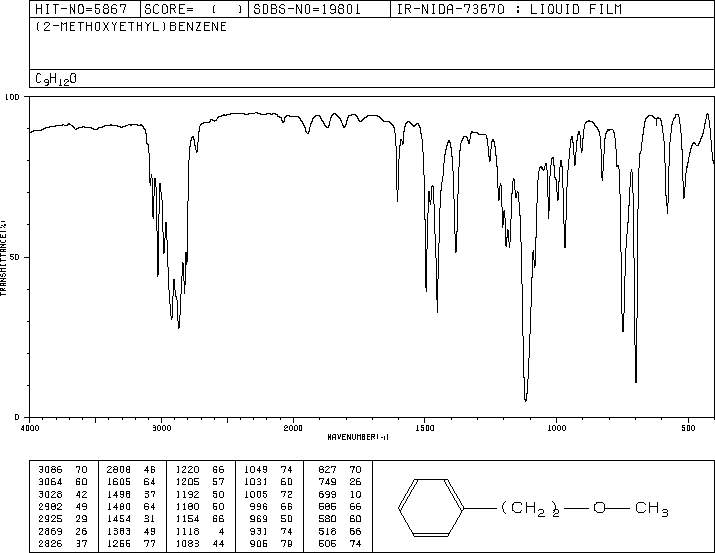 HIT-NO=5867 SCORE= ( ) SDBS-NO=19801 IR-NIDA-73670 : LIQUID FILM
(2-METHOXYETHYL)BENZENE
C9H12O
100
50
0
TRANSMITTANCE(%)
4000 3000 2000 1500 1000 500
WAVENUMBER(-1)
3086 70 2808 46 1220 66 1049 74 827 70
3064 60 1605 64 1205 57 1031 60 749 26
3028 42 1498 37 1192 50 1005 72 699 10
2982 49 1480 64 1180 50 996 66 585 66
2925 29 1454 31 1154 66 969 50 580 60
2869 26 1383 49 1118 4 931 74 518 66
2826 37 1256 77 1083 44 906 79 505 74
(CH2)2 O CH3